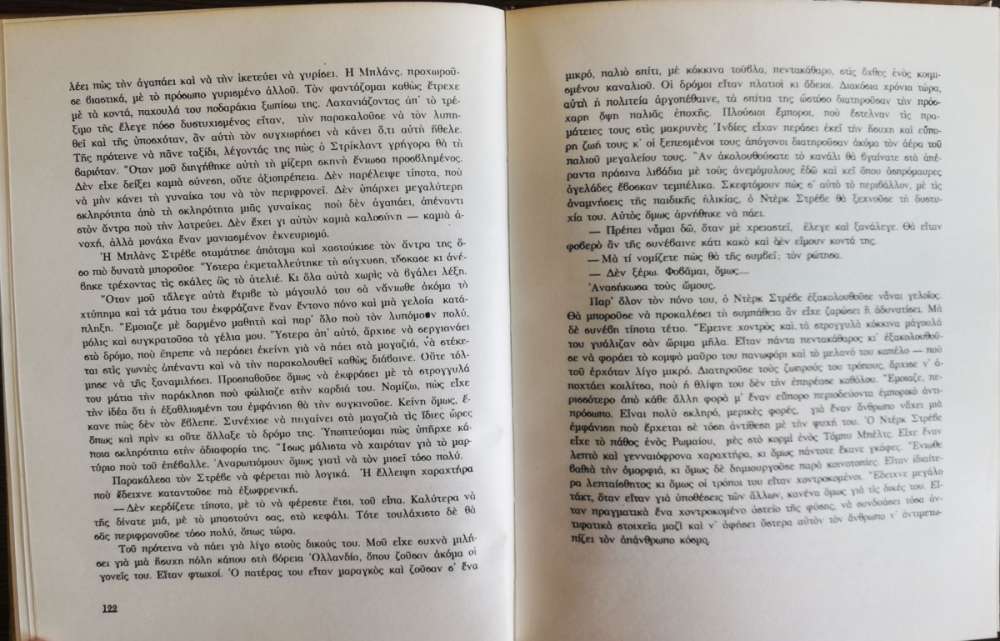 λέει πὼς τὴν ἀγαπάει καὶ νὰ τὴν ἱκετεύει νὰ γυρίσει. Ἡ Μπλάνς, προχωροῦ-
σε βιαστικά, μὲ τὸ πρόσωπο γυρισμένο ἀλλοῦ. Τὸν φαντάζομαι καθὼς ἔτρεχε
μὲ τὰ κοντά, παχουλά του ποδαράκια ξωπίσω της. Λαχανιάζοντας ἀπ᾿ τὸ τρέ-
ξιμο τῆς ἔλεγε πόσο δυστυχισμένος εἶταν, τὴν παρακαλοῦσε νὰ τὸν λυπη-
θεῖ καὶ τῆς ὑποσχόταν, ἂν αὐτὴ τὸν συγχωρήσει νὰ κάνει ὅ,τι αὐτὴ ἤθελε.
Τῆς πρότεινε νὰ πᾶνε ταξίδι, λέγοντάς της πὼς ὁ Στρίκλαντ γρήγορα θὰ τὴ
βαριόταν. Ὅταν μοῦ διηγήθηκε αὐτὴ τὴ μίζερη σκηνὴ ἔνιωσα προσβλημένος.
Δὲν εἶχε δείξει καμιὰ σύνεση, οὔτε ἀξιοπρέπεια. Δὲν παρέλειψε τίποτα, ποὺ
νὰ μὴν κάνει τὴ γυναίκα του νὰ τὸν περιφρονεῖ. Δὲν ὑπάρχει μεγαλύτερη
σκληρότητα ἀπὸ τὴ σκληρότητα μιᾶς γυναίκας ποὺ δὲν ἀγαπάει, ἀπέναντι
στὸν ἄντρα ποὺ τὴν λατρεύει. Δὲν ἔχει γι αὐτὸν καμιὰ καλοσύνη — καμιὰ ἀ-
νοχή, ἀλλὰ μονάχα ἕναν μανιασμένον ἐκνευρισμό.
Ἡ Μπλὰνς Στρέβε σταμάτησε ἀπότομα καὶ χαστούκισε τὸν ἄντρα της ὅ-
σο πιὸ δυνατὰ μποροῦσε Ὕστερα ἐκμεταλλεύτηκε τὴ σύγχυση, τὄσκασε κι ἀνέ-
βηκε τρέχοντας τὶς σκάλες ὣς τὸ ἀτελιέ. Κι ὅλα αὐτὰ χωρὶς νὰ βγάλει λέξη.
Ὅταν μοῦ τἄλεγε αὐτὰ ἔτριβε τὸ μάγουλό του σὰ νἄνιωθε ἀκόμα τὴ
χτύπημα καὶ τὰ μάτια του ἐκφράζανε ἕναν ἔντονο πόνο καὶ μιὰ γελοία κατά-
πληξη. Ἔμοιαζε μὲ δαρμένο μαθητὴ καὶ παρ᾿ ὅλο ποὺ τὸν λυπόμουν πολύ,
μόλις καὶ συγκρατοῦσα τὰ γέλια μου. Ὕστερα ἀπ᾿ αὐτό, ἄρχισε νὰ σεργιανάει
στὸ δρόμο, ποὺ ἔπρεπε νὰ περάσει ἐκείνη γιὰ νὰ πάει στὰ μαγαζιά, νὰ στέκε-
ται στὶς γωνιὲς ἀπέναντι καὶ νὰ τὴν παρακολουθεῖ καθὼς διάβαινε. Οὔτε τόλ-
μησε νὰ τῆς ξαναμιλήσει. Προσπαθοῦσε ὅμως νὰ ἐκφράσει μὲ τὰ στρογγυλά
του μάτια τὴν παράκληση ποὺ φώλιαζε στὴν καρδιά του. Νομίζω, πὼς εἶχε
τὴν ἰδέα ὅτι ἡ ἐξαθλιωμένη του ἐμφάνιση θὰ τὴν συγκινοῦσε. Κείνη ὅμως, ἔ-
κανε πὼς δὲν τὸν ἔβλεπε. Συνέχισε νὰ πηγαίνει στὰ μαγαζιὰ τὶς ἴδιες ὧρες
ὅπως καὶ πρὶν κι οὔτε ἄλλαξε τὸ δρόμο της. Ὑποπτεύομαι πὼς ὑπῆρχε κά-
ποια σκληρότητα στὴν ἀδιαφορία της. Ἴσως μάλιστα νὰ χαιρόταν γιὰ τὸ μαρ-
τύριο ποὺ τοῦ ἐπέβαλλε. Ἀναρωτιόμουν ὅμως γιατὶ νὰ τὸν μισεῖ τόσο πολύ.
Παρακάλεσα τὸν Στρέβε νὰ φέρεται πιὸ λογικά. Ἡ ἔλλειψη χαραχτήρα
ποὺ ἔδειχνε καταντοῦσε πιὰ ἐξωφρενική.
—Δὲν κερδίζετε τίποτα, μὲ τὸ νὰ φέρεστε ἔτσι, τοῦ εἶπα. Καλύτερα νὰ
τῆς δίνατε μιά, μὲ τὸ μπαστούνι σας, στὸ κεφάλι. Τότε τουλάχιστο δὲ θὰ
σᾶς περιφρονοῦσε τόσο πολύ, ὅπως τώρα.
Τοῦ πρότεινα νὰ πάει γιὰ λίγο στοὺς δικούς του. Μοῦ εἶχε συχνὰ μιλή-
σει γιὰ μιὰ ἥσυχη πόλη κάπου στὴ βόρεια Ὁλλανδία, ὅπου ζοῦσαν ἀκόμα οἱ
γονεῖς του. Εἶταν φτωχοί. Ὁ πατέρας του εἶταν μαραγκὸς καὶ ζοῦσαν σ᾿ ἕνα
122
μικρό, παλιὸ σπίτι, μὲ κόκκινα τοῦβλα, πεντακάθαρο, στὶς ὄχθες ἑνὸς κοιμι-
σμένου καναλιοῦ. Οἱ δρόμοι εἶταν πλατιοὶ κι ἄδειοι. Διακόσια χρόνια τώρα,
αὐτὴ ἡ πολιτεία ἀργοπέθαινε, τὰ σπίτια της ὡστόσο διατηροῦσαν τὴν πρόσ-
χαρη ὄψη παλιᾶς ἐποχῆς. Πλούσιοι ἔμποροι, ποὺ ἔστελναν τὶς πρα-
μάτειες τους στὶς μακρυνὲς Ἰνδίες εἶχαν περάσει ἐκεῖ τὴν ἥσυχη καὶ εὔπο-
ρη ζωή τους κ᾿ οἱ ξεπεσμένοι τους ἀπόγονοι διατηροῦσαν ἀκόμα τὸν ἀέρα τοῦ
παλιοῦ μεγαλείου τους. Ἂν ἀκολουθούσατε τὸ κανάλι θὰ βγαίνατε στὰ ἀπέ-
ραντα πράσινα λιβάδια μὲ τοὺς ἀνεμόμυλους ἐδῶ καὶ κεῖ ὅπου ἀσπρόμαυρες
ἀγελάδες ἔβοσκαν τεμπέλικα. Σκεφτόμουν πὼς σ᾿ αὐτὸ τὸ περιβάλλον, μὲ τὶς
ἀναμνήσεις τῆς παιδικῆς ἡλικίας, ὁ Ντὲρκ Στρέβε θὰ ξεχνοῦσε τὴ δυστυ-
χία του. Αὐτὸς ὅμως ἀρνήθηκε νὰ πάει.
— Πρέπει νἆμαι δῶ, ὅταν μὲ χρειαστεῖ, ἔλεγε καὶ ξανάλεγε. Θὰ εἶταν
φοβερὸ ἂν τῆς συνέβαινε κάτι κακὸ καὶ δὲν εἴμουν κοντά της.
—Μὰ τί νομίζετε πὼς θὰ τῆς συμβεῖ; τὸν ρώτησα.
— Δὲν ξέρω. Φοβᾶμαι, ὅμως...
Ἀνασήκωσα τοὺς ὤμους.
Παρ᾿ ὅλον τὸν πόνο του, ὁ Ντὲρκ Στρέβε ἐξακολουθοῦσε νἆναι γελοῖος.
Θὰ μποροῦσε νὰ προκαλέσει τὴ συμπάθεια ἂν εἶχε ζαρώσει ἢ ἀδυνατίσει. Μὰ
δὲ συνέβη τίποτα τέτιο. Ἔμεινε χοντρὸς καὶ τὰ στρογγυλὰ κόκκινα μάγουλά
του γυάλιζαν σὰν ὥριμα μῆλα. Εἶταν πάντα πεντακάθαρος κ᾿ ἐξακολουθοῦ-
σε νὰ φοράει τὸ κομψὸ μαῦρο του πανωφόρι καὶ τὸ μελανό του καπέλο — ποὺ
τοῦ ἐρχόταν λίγο μικρό. Διατηροῦσε τοὺς ζωηρούς του τρόπους, ἄρχισε ν᾿ ἀ-
ποχτάει κοιλίτσα, ποὺ ἡ θλίψη του δὲν τὴν ἐπηρέασε καθόλου. Ἔμοιαζε, πε-
ρισσότερο ἀπὸ κάθε ἄλλη φορὰ μ᾿ ἕναν εὔπορο περιοδεύοντα ἐμπορικὸ ἀντι-
πρόσωπο. Εἶναι πολὺ σκληρό, μερικὲς φορές, γιὰ ἕναν ἄνθρωπο νἄχει μιὰ
ἐμφάνιση ποὺ ἔρχεται σὲ τόση ἀντίθεση μὲ τὴν ψυχή του. Ὁ Ντὲρκ Στρέβε
εἶχε τὸ πάθος ἑνὸς Ρωμαίου, μὲς στὸ κορμὶ ἑνὸς Τόμπυ Μπέλτς. Εἶχε ἕναν
λεπτὸ καὶ γενναιόφρονα χαραχτήρα, κι ὅμως πάντοτε ἔκανε γκάφες. Ἔνιωθε
βαθιὰ τὴν ὀμορφιά, κι ὅμως δὲ δημιουργοῦσε παρὰ κοινοτοπίες. Εἶταν ἰδιαίτε-
ρα λεπταίσθητος κι ὅμως οἱ τρόποι του εἶταν χοντροκομένοι. Ἔδειχνε μεγάλο
τάκτ, ὅταν εἶταν γιὰ ὑποθέσεις τῶν ἄλλων, κανένα ὅμως γιὰ τὶς δικές του. Εἶ-
ταν πραγματικὰ ἕνα χοντροκομένο ἀστεῖο τῆς φύσης, νὰ συνδυάσει τόσα ἀν-
τιφατικὰ στοιχεῖα μαζὶ καὶ ν᾿ ἀφήσει ὕστερα αὐτὸν τὸν ἄνθρωπο ν᾿ ἀντιμετω-
πίζει τὸν ἀπάνθρωπο κόσμο.